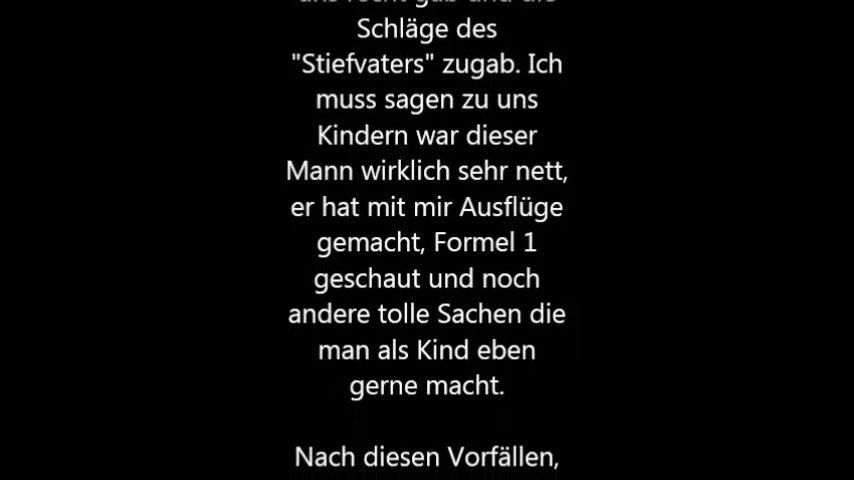 Schläge des
"Stiefvaters" zugab. Ich
muss sagen zu uns
Kindern war dieser
Mann wirklich sehr nett,
er hat mit mir Ausflüge
gemacht, Formel 1
geschaut und noch
andere tolle Sachen die
man als Kind eben
gerne macht.
Nach diesen Vorfällen,